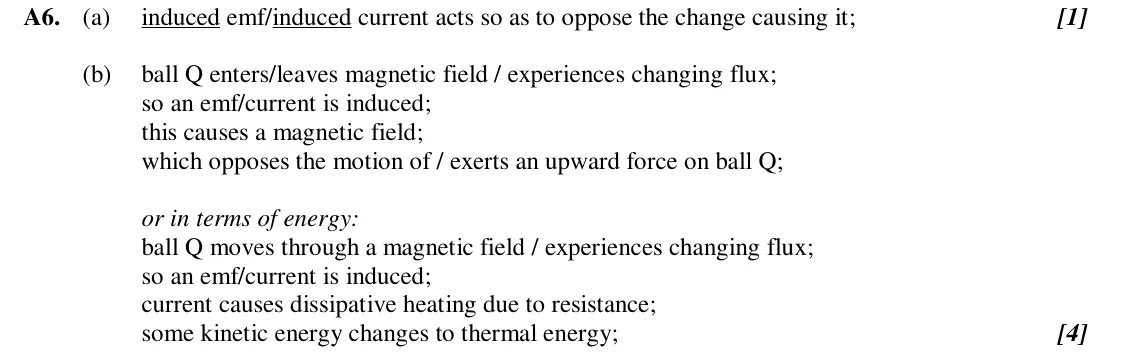 A6. (a) induced emf/induced current acts so as to oppose the change causing it; [1]
(b) ball Q enters/leaves magnetic field / experiences changing flux;
so an emf/current is induced;
this causes a magnetic field;
which opposes the motion of / exerts an upward force on ball Q;
or in terms of energy:
ball Q moves through a magnetic field / experiences changing flux;
so an emf/current is induced;
current causes dissipative heating due to resistance;
some kinetic energy changes to thermal energy; [4]